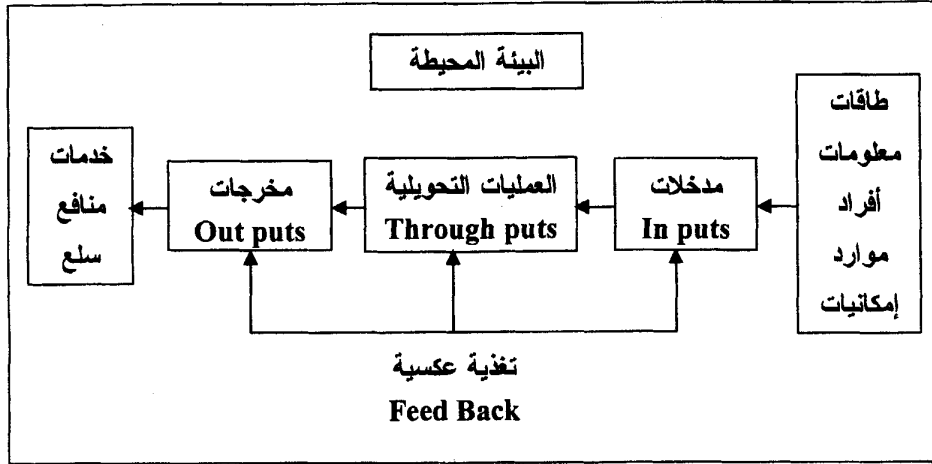 البيئة المحيطة
طاقات
معلومات
أفراد
موارد
إمكانيات
مدخلات
In puts
العمليات التحويلية
Through puts
مخرجات
Out puts
خدمات
منافع
سلع
تغذية عكسية
Feed Back